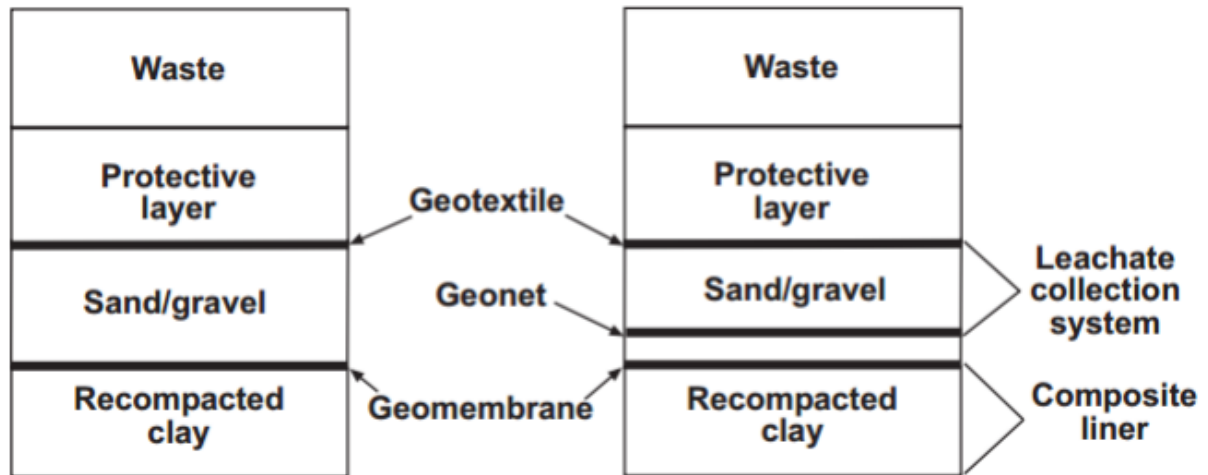 Waste
Waste
Protective
layer
Geotextile
Protective
layer
Sand/gravel
Geonet
Sand/gravel
Leachate
collection
system
Recompacted
clay
Geomembrane
Recompacted
clay
Composite
liner